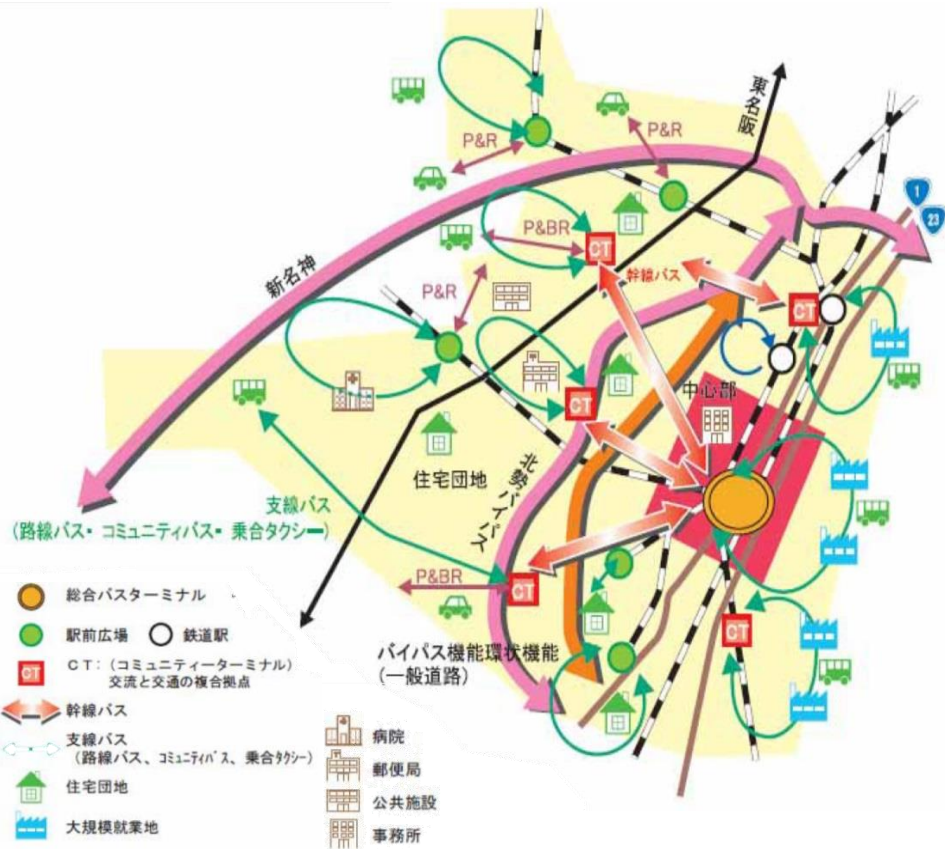 東名阪
P&R
P&R
1
23
P&BR
CT
幹線バス
新名神
P&R
CT
中心部
CT
住宅団地
北勢バイパス
支線バス
(路線バス・コミュニティバス・乗合タクシー)
P&BR
CT
CT
バイパス機能環状機能
(一般道路)
総合バスターミナル
駅前広場
鉄道駅
CT
CT:(コミュニティーターミナル)
交流と交通の複合拠点
幹線バス
支線バス
(路線バス、コミュニティバス、乗合タクシー)
住宅団地
大規模就業地
病院
郵便局
公共施設
事務所